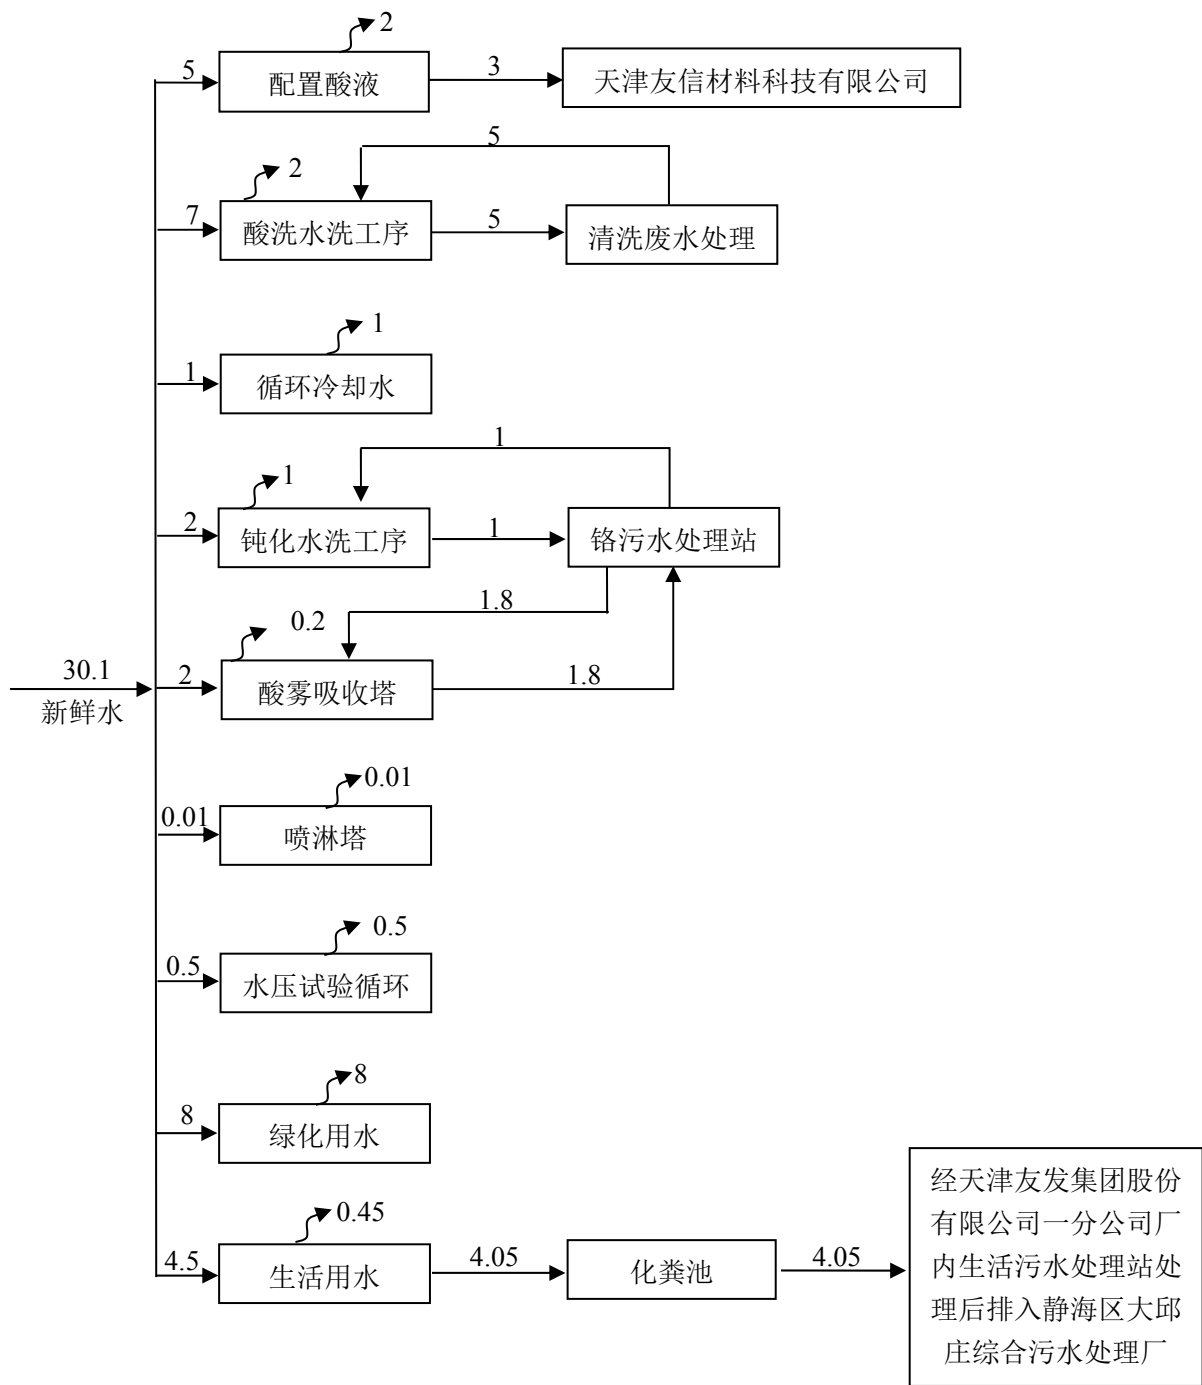 2
5
配置酸液
3
天津友信材料科技有限公司
5
2
7
酸洗水洗工序
5
清洗废水处理
1
1
循环冷却水
1
1
2
钝化水洗工序
1
铬污水处理站
1.8
0.2
30.1
新鲜水
2
酸雾吸收塔
1.8
0.01
0.01
喷淋塔
0.5
0.5
水压试验循环
8
8
绿化用水
0.45
4.5
生活用水
4.05
化粪池
4.05
经天津友发集团股份
有限公司一分公司厂
内生活污水处理站处
理后排入静海区大邱
庄综合污水处理厂